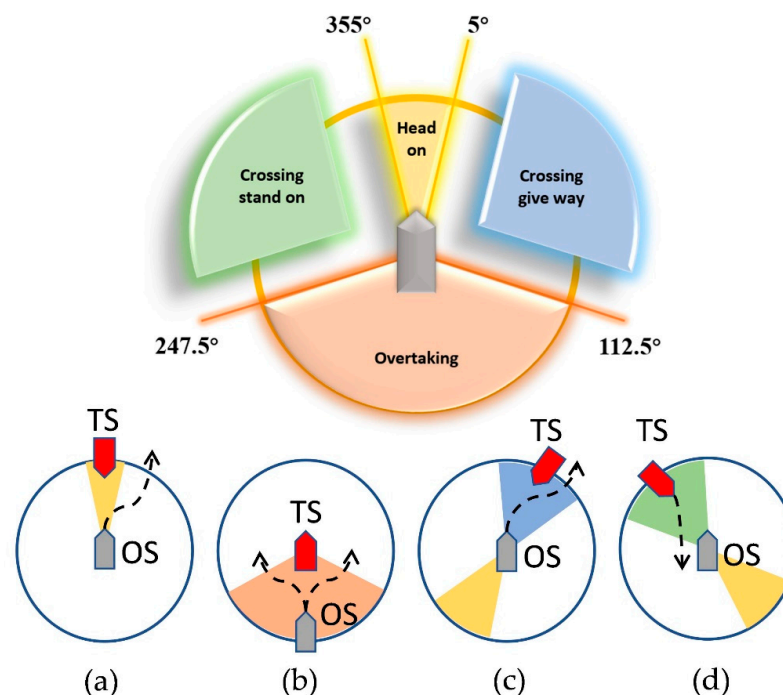 355° 5°
Head
on
Crossing
stand on
Crossing
give way
247.5° 112.5°
Overtaking
TS
OS
TS
OS
TS
OS
TS
OS
(a) (b) (c) (d)